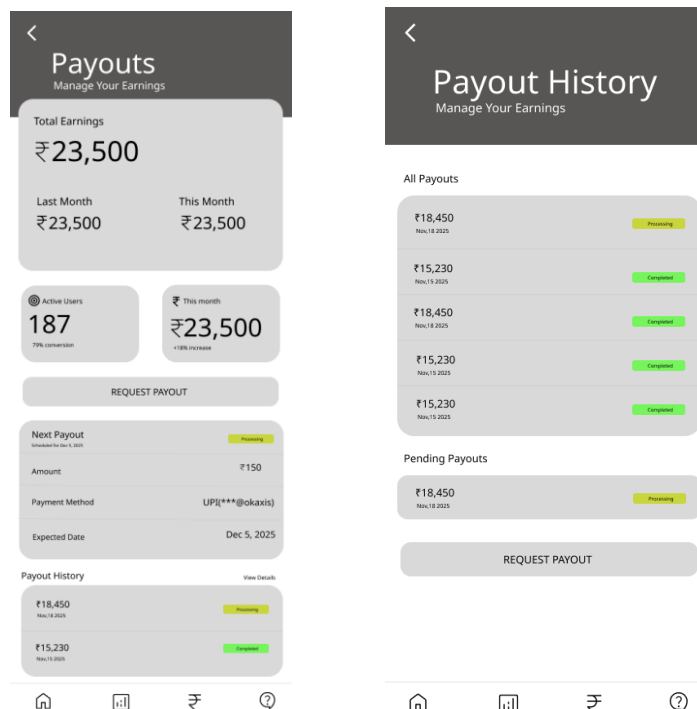 Payouts
Manage Your Earnings
Total Earnings
₹23,500
Last Month
This Month
₹23,500
₹23,500
Active Users
187
79% conversion
₹ This month
₹23,500
+18% increase
REQUEST PAYOUT
Next Payout
Scheduled for Dec 5, 2025
Processing
Amount
₹150
Payment Method
UPI(***@okaxis)
Expected Date
Dec 5, 2025
Payout History
View Details
₹18,450
Nov,18 2025
Processing
₹15,230
Nov,15 2025
Completed
₹
Payout History
Manage Your Earnings
All Payouts
₹18,450
Nov,18 2025
Processing
₹15,230
Nov,15 2025
Completed
₹18,450
Nov,18 2025
Completed
₹15,230
Nov,15 2025
Completed
₹15,230
Nov,15 2025
Completed
Pending Payouts
₹18,450
Nov,18 2025
Processing
REQUEST PAYOUT
₹